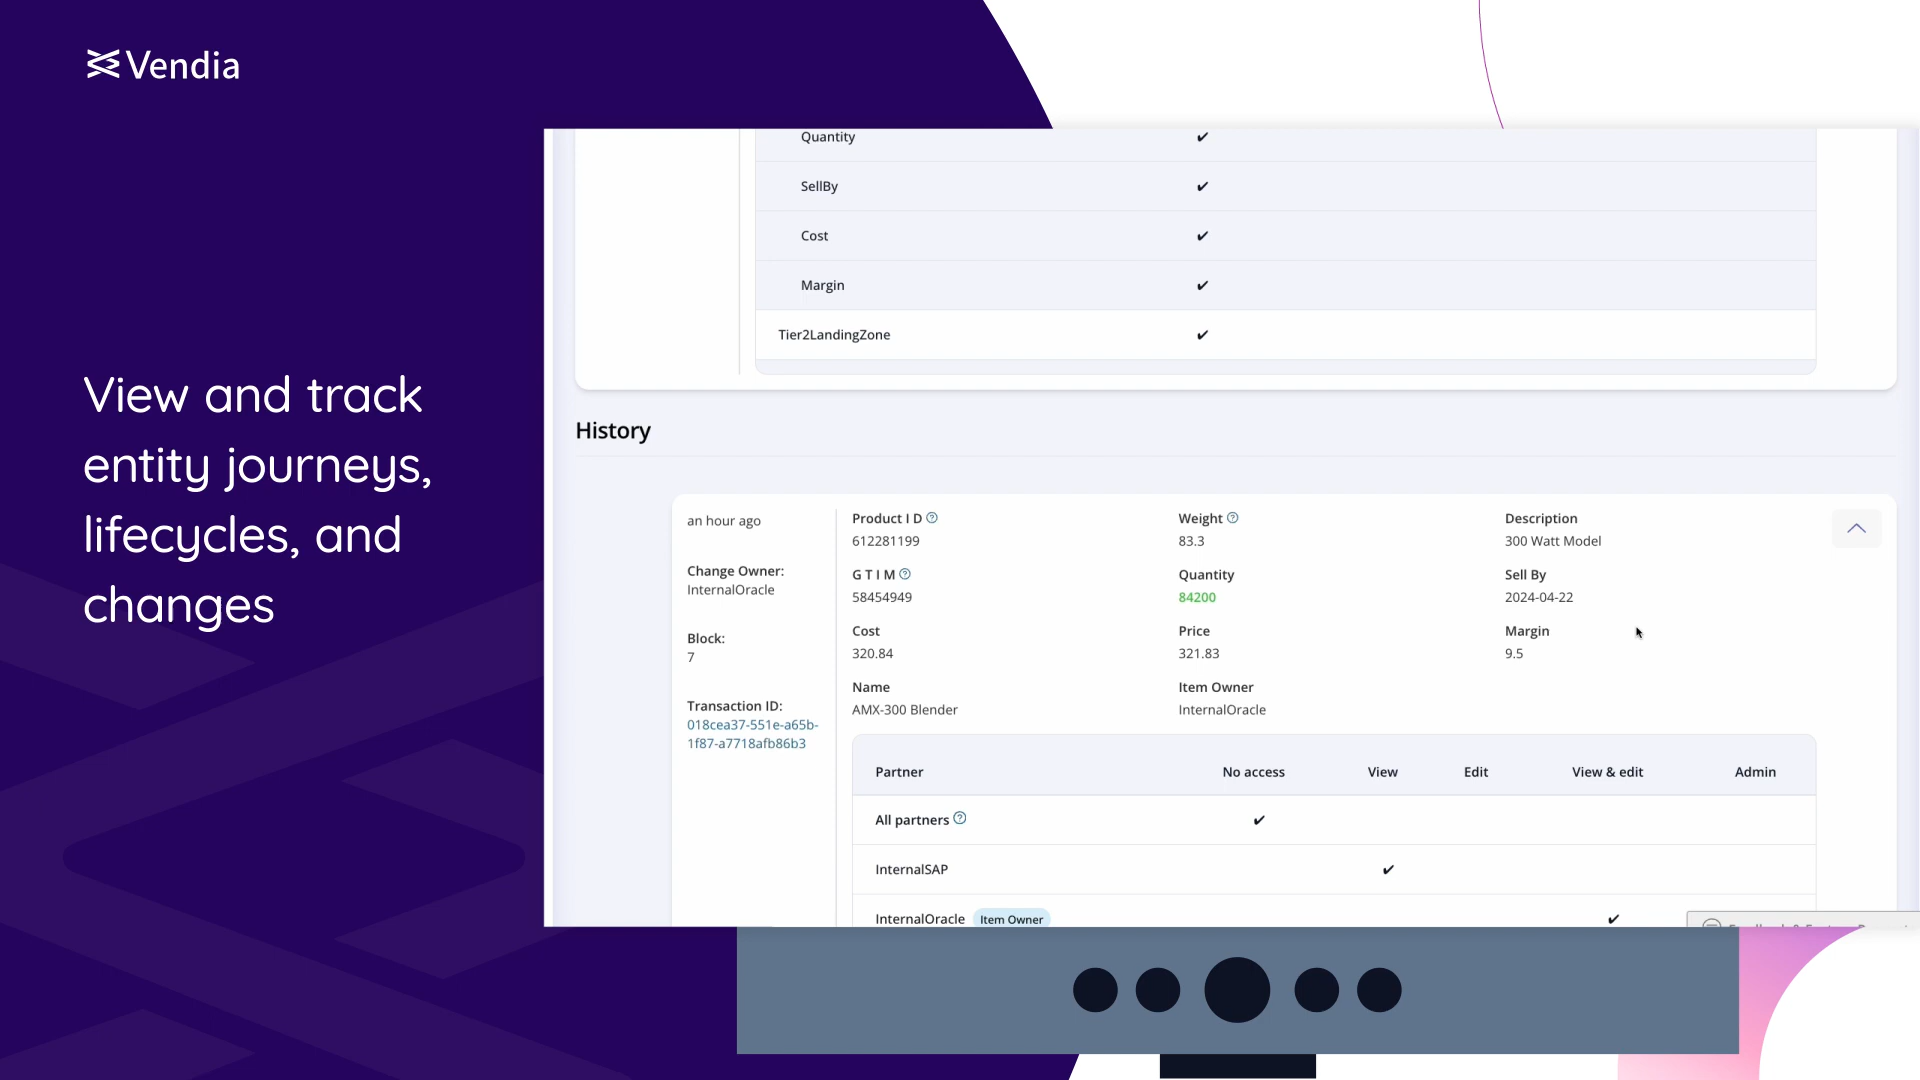 Vendia
View and track
entity journeys,
lifecycles, and
changes
Quantity ✔
SellBy ✔
Cost ✔
Margin ✔
Tier2LandingZone ✔
History
an hour ago
Change Owner:
InternalOracle
Block:
7
Transaction ID:
018cea37-551e-a65b-
1f87-a7718afb86b3
Product I D Weight Description
612281199 83.3 300 Watt Model
G T I M Quantity Sell By
58454949 84200 2024-04-22
Cost Price Margin
320.84 321.83 9.5
Name Item Owner
AMX-300 Blender InternalOracle
Partner No access View Edit View & edit Admin
All partners ✔
InternalSAP ✔
InternalOracle Item Owner ✔